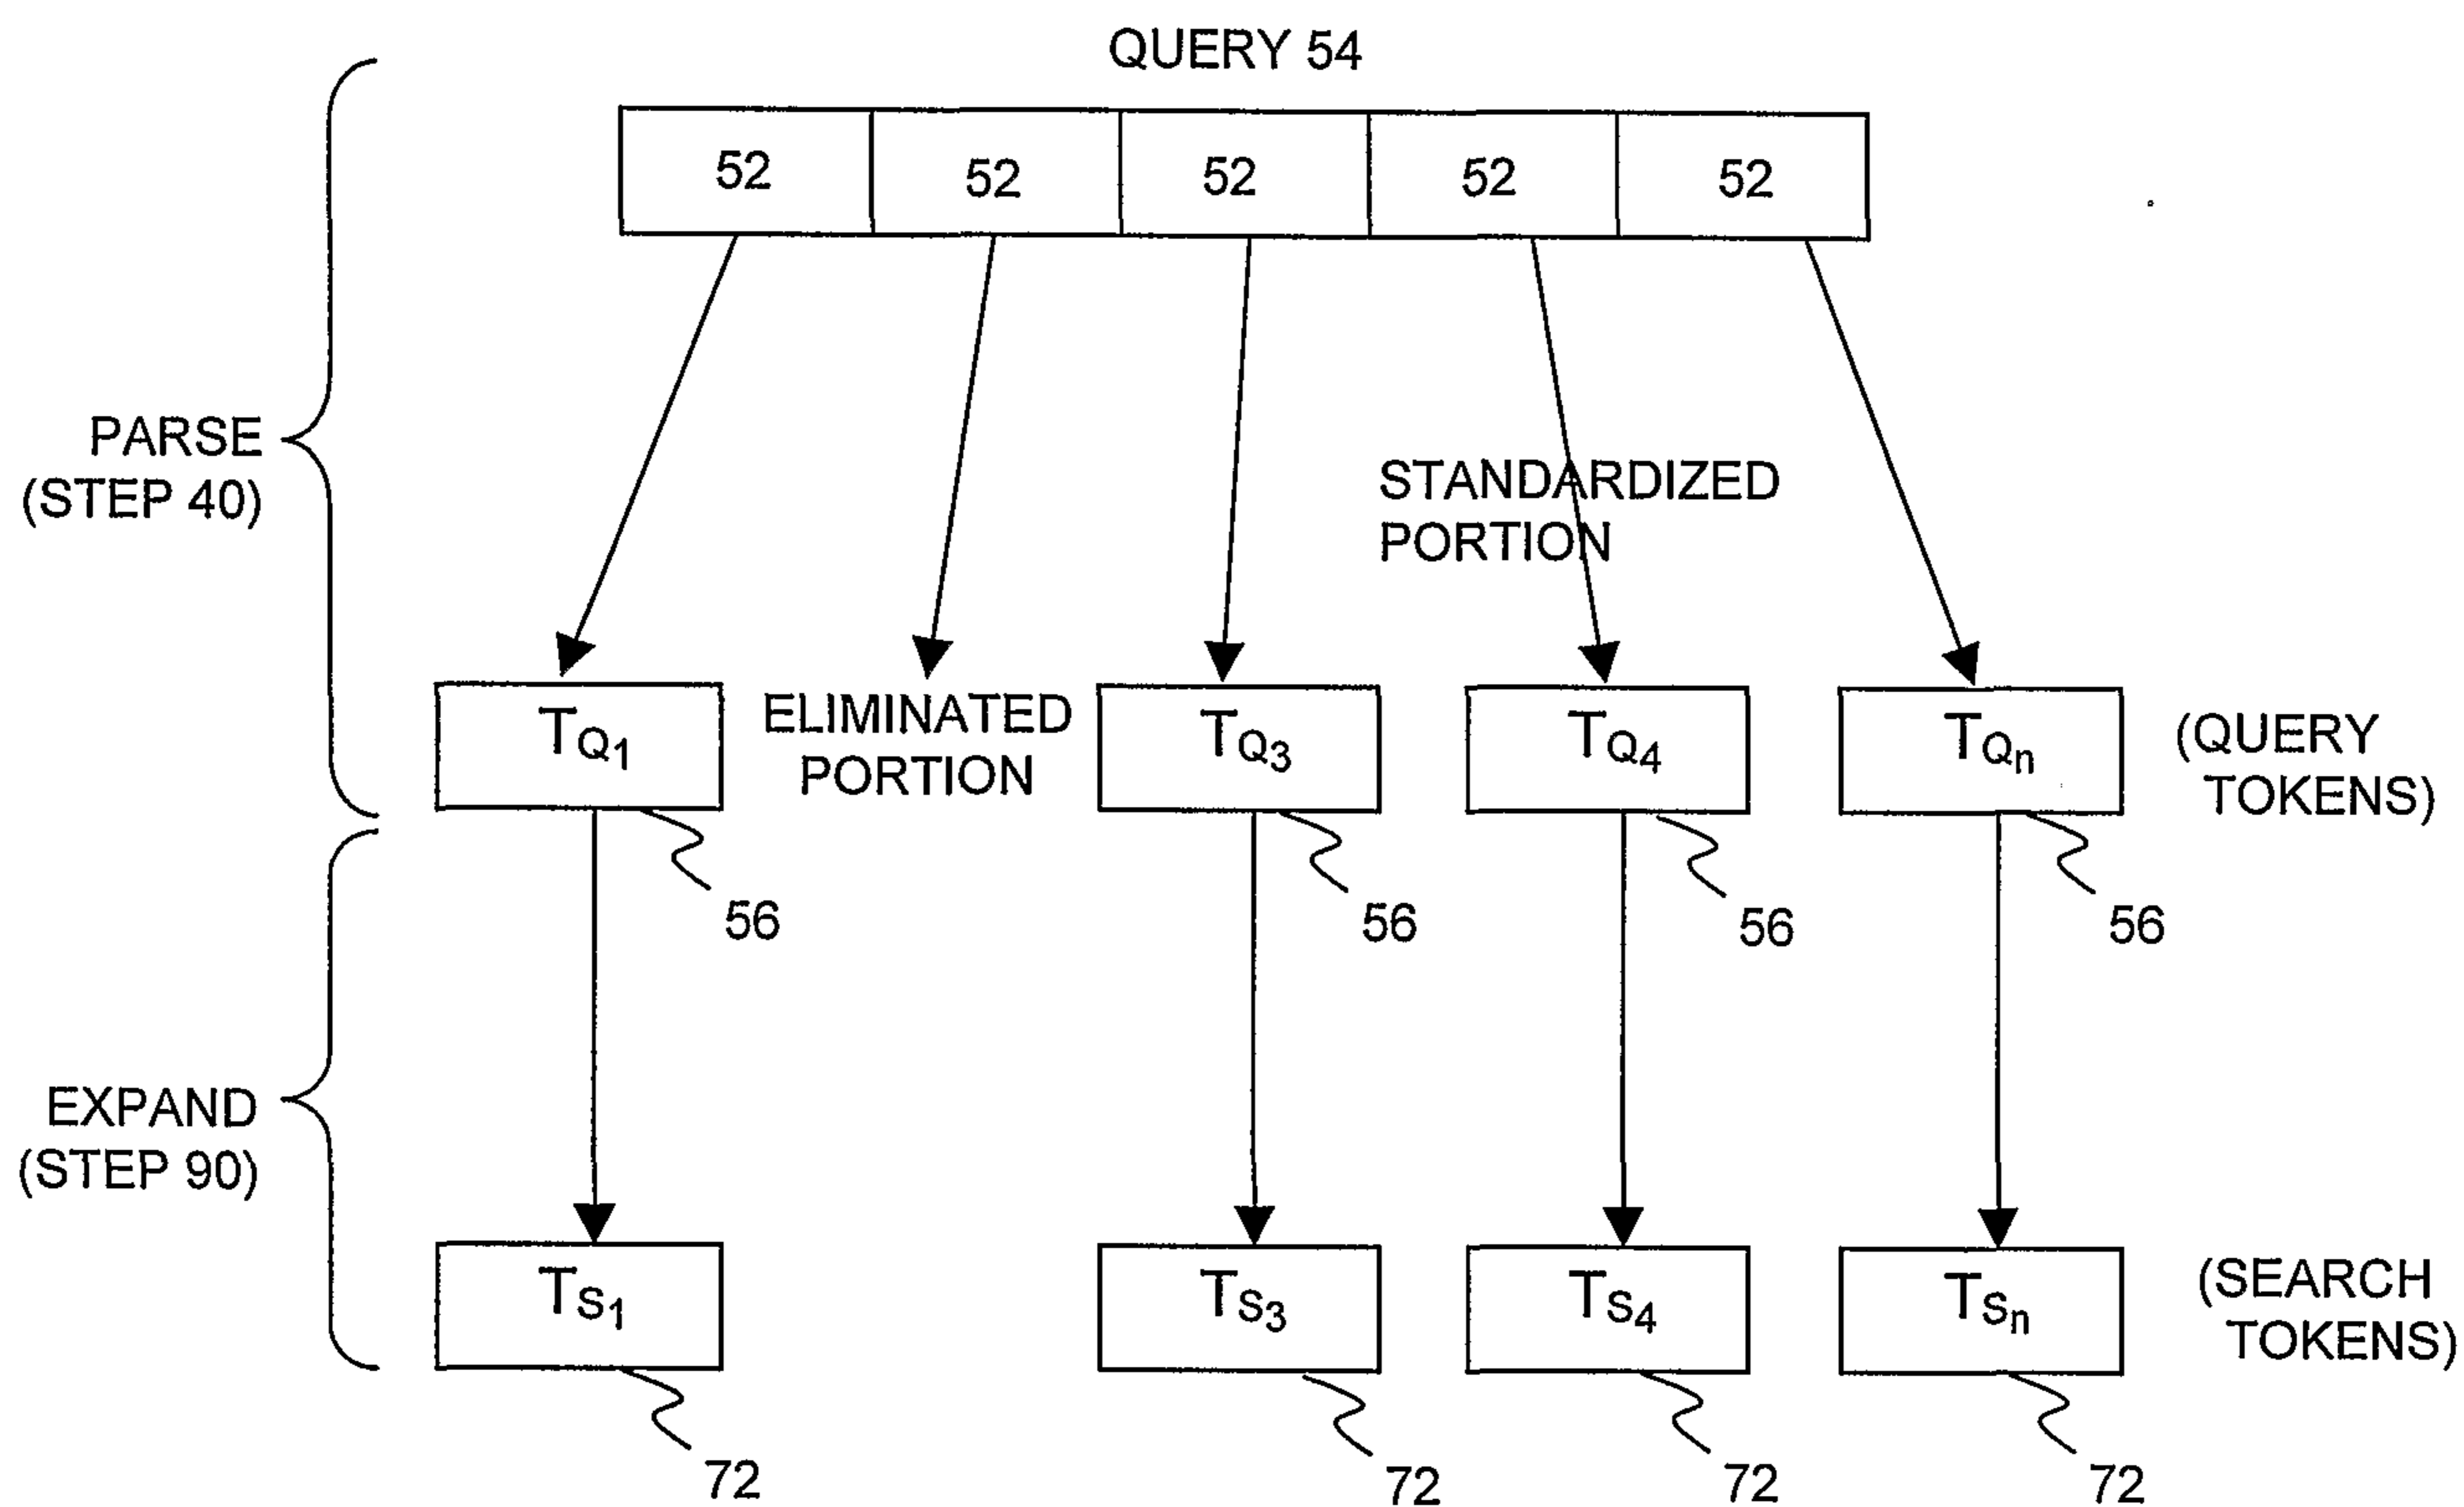 QUERY 54
52 52 52 52 52
PARSE
(STEP 40)
STANDARDIZED
PORTION
TQ1
ELIMINATED
PORTION
TQ3
TQ4
TQn
(QUERY
TOKENS)
56 56 56 56
EXPAND
(STEP 90)
TS1
TS3
TS4
TSn
(SEARCH
TOKENS)
72 72 72 72